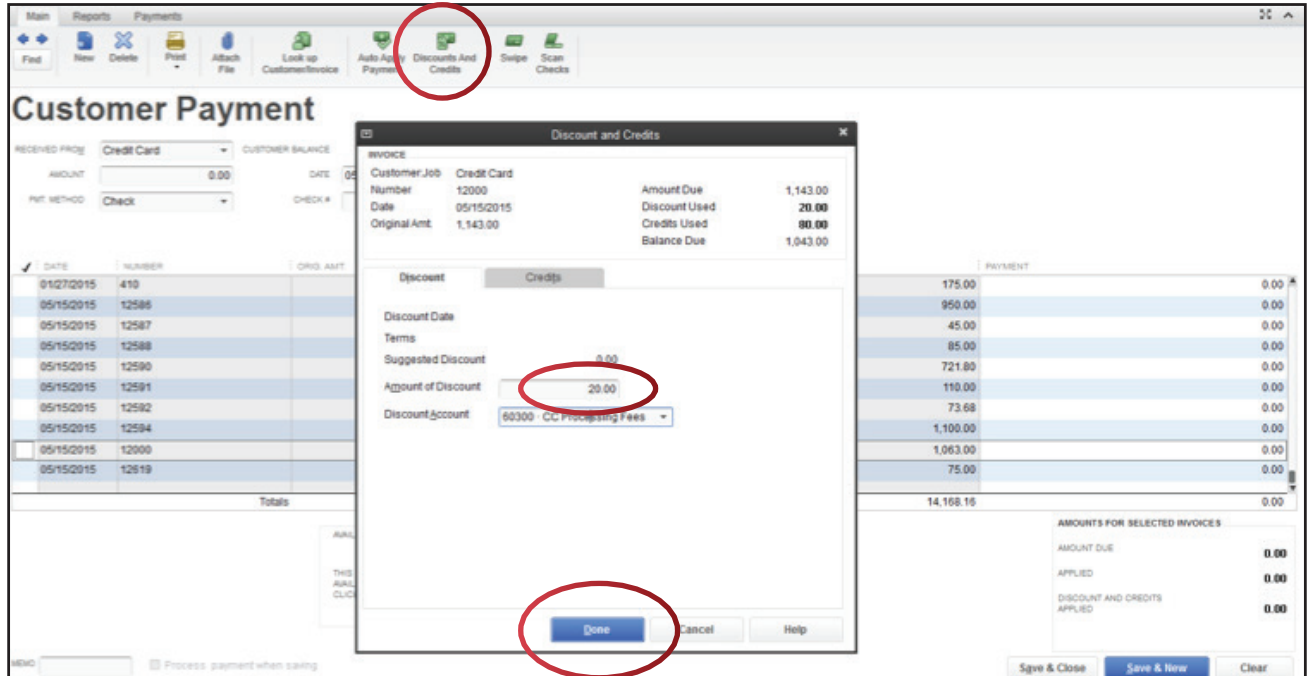 Main Reports Payments
Find New Delete Print Attach File Look up Customer/Invoice Auto Apply Payment Discounts And Credits Swipe Scan Checks
Customer Payment
RECEIVED FROM Credit Card CUSTOMER BALANCE
AMOUNT 0.00 DATE 05
PMT. METHOD Check CHECK #
DATE NUMBER ORIG. AMT. PAYMENT
01/27/2015 410 175.00 0.00
05/15/2015 12586 950.00 0.00
05/15/2015 12587 45.00 0.00
05/15/2015 12588 85.00 0.00
05/15/2015 12590 721.80 0.00
05/15/2015 12591 110.00 0.00
05/15/2015 12592 73.68 0.00
05/15/2015 12594 1,100.00 0.00
05/15/2015 12000 1,063.00 0.00
05/15/2015 12619 75.00 0.00
Totals 14,168.16 0.00
Discount and Credits
INVOICE
Customer:Job Credit Card
Number 12000 Amount Due 1,143.00
Date 05/15/2015 Discount Used 20.00
Original Amt. 1,143.00 Credits Used 80.00
Balance Due 1,043.00
Discount Credits
Discount Date
Terms
Suggested Discount 0.00
Amount of Discount 20.00
Discount Account 60300 · CC Processing Fees
Done Cancel Help
THIS
AMOUNTS FOR SELECTED INVOICES
AMOUNT DUE 0.00
APPLIED 0.00
DISCOUNT AND CREDITS
APPLIED 0.00
MEMO Process payment when saving
Save & Close Save & New Clear